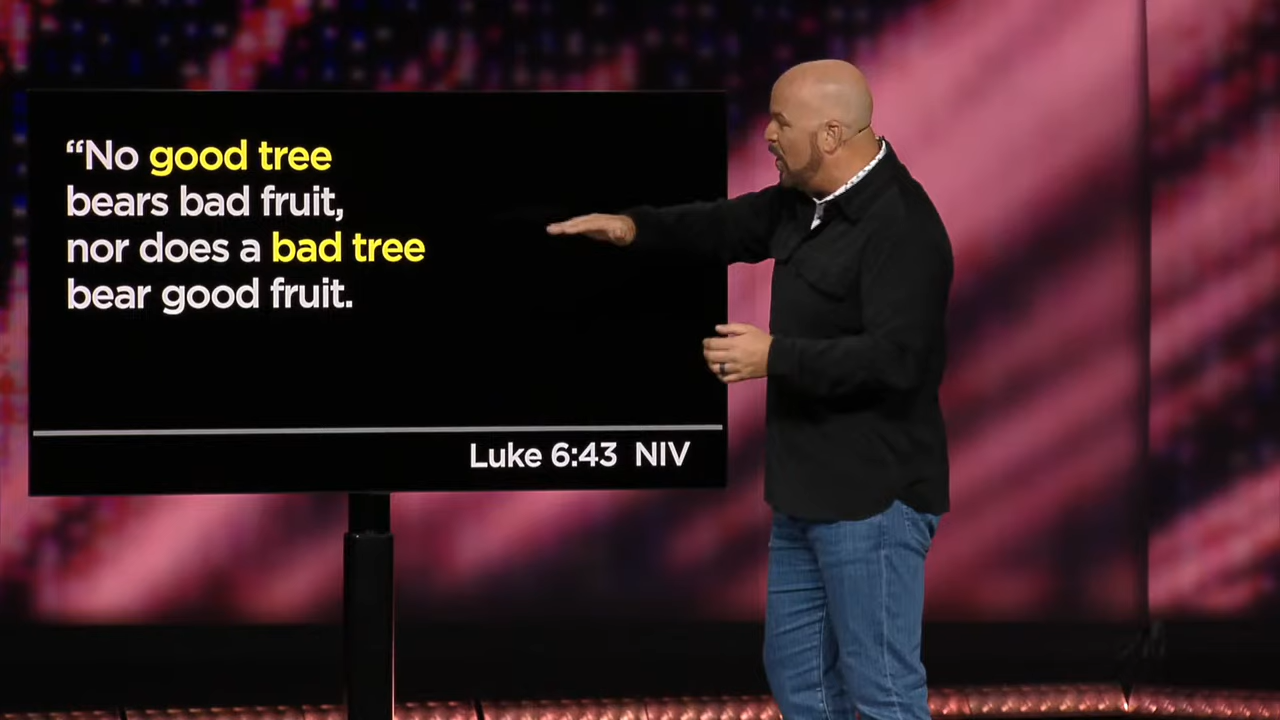 “No good tree
bears bad fruit,
nor does a bad tree
bear good fruit.
Luke 6:43 NIV